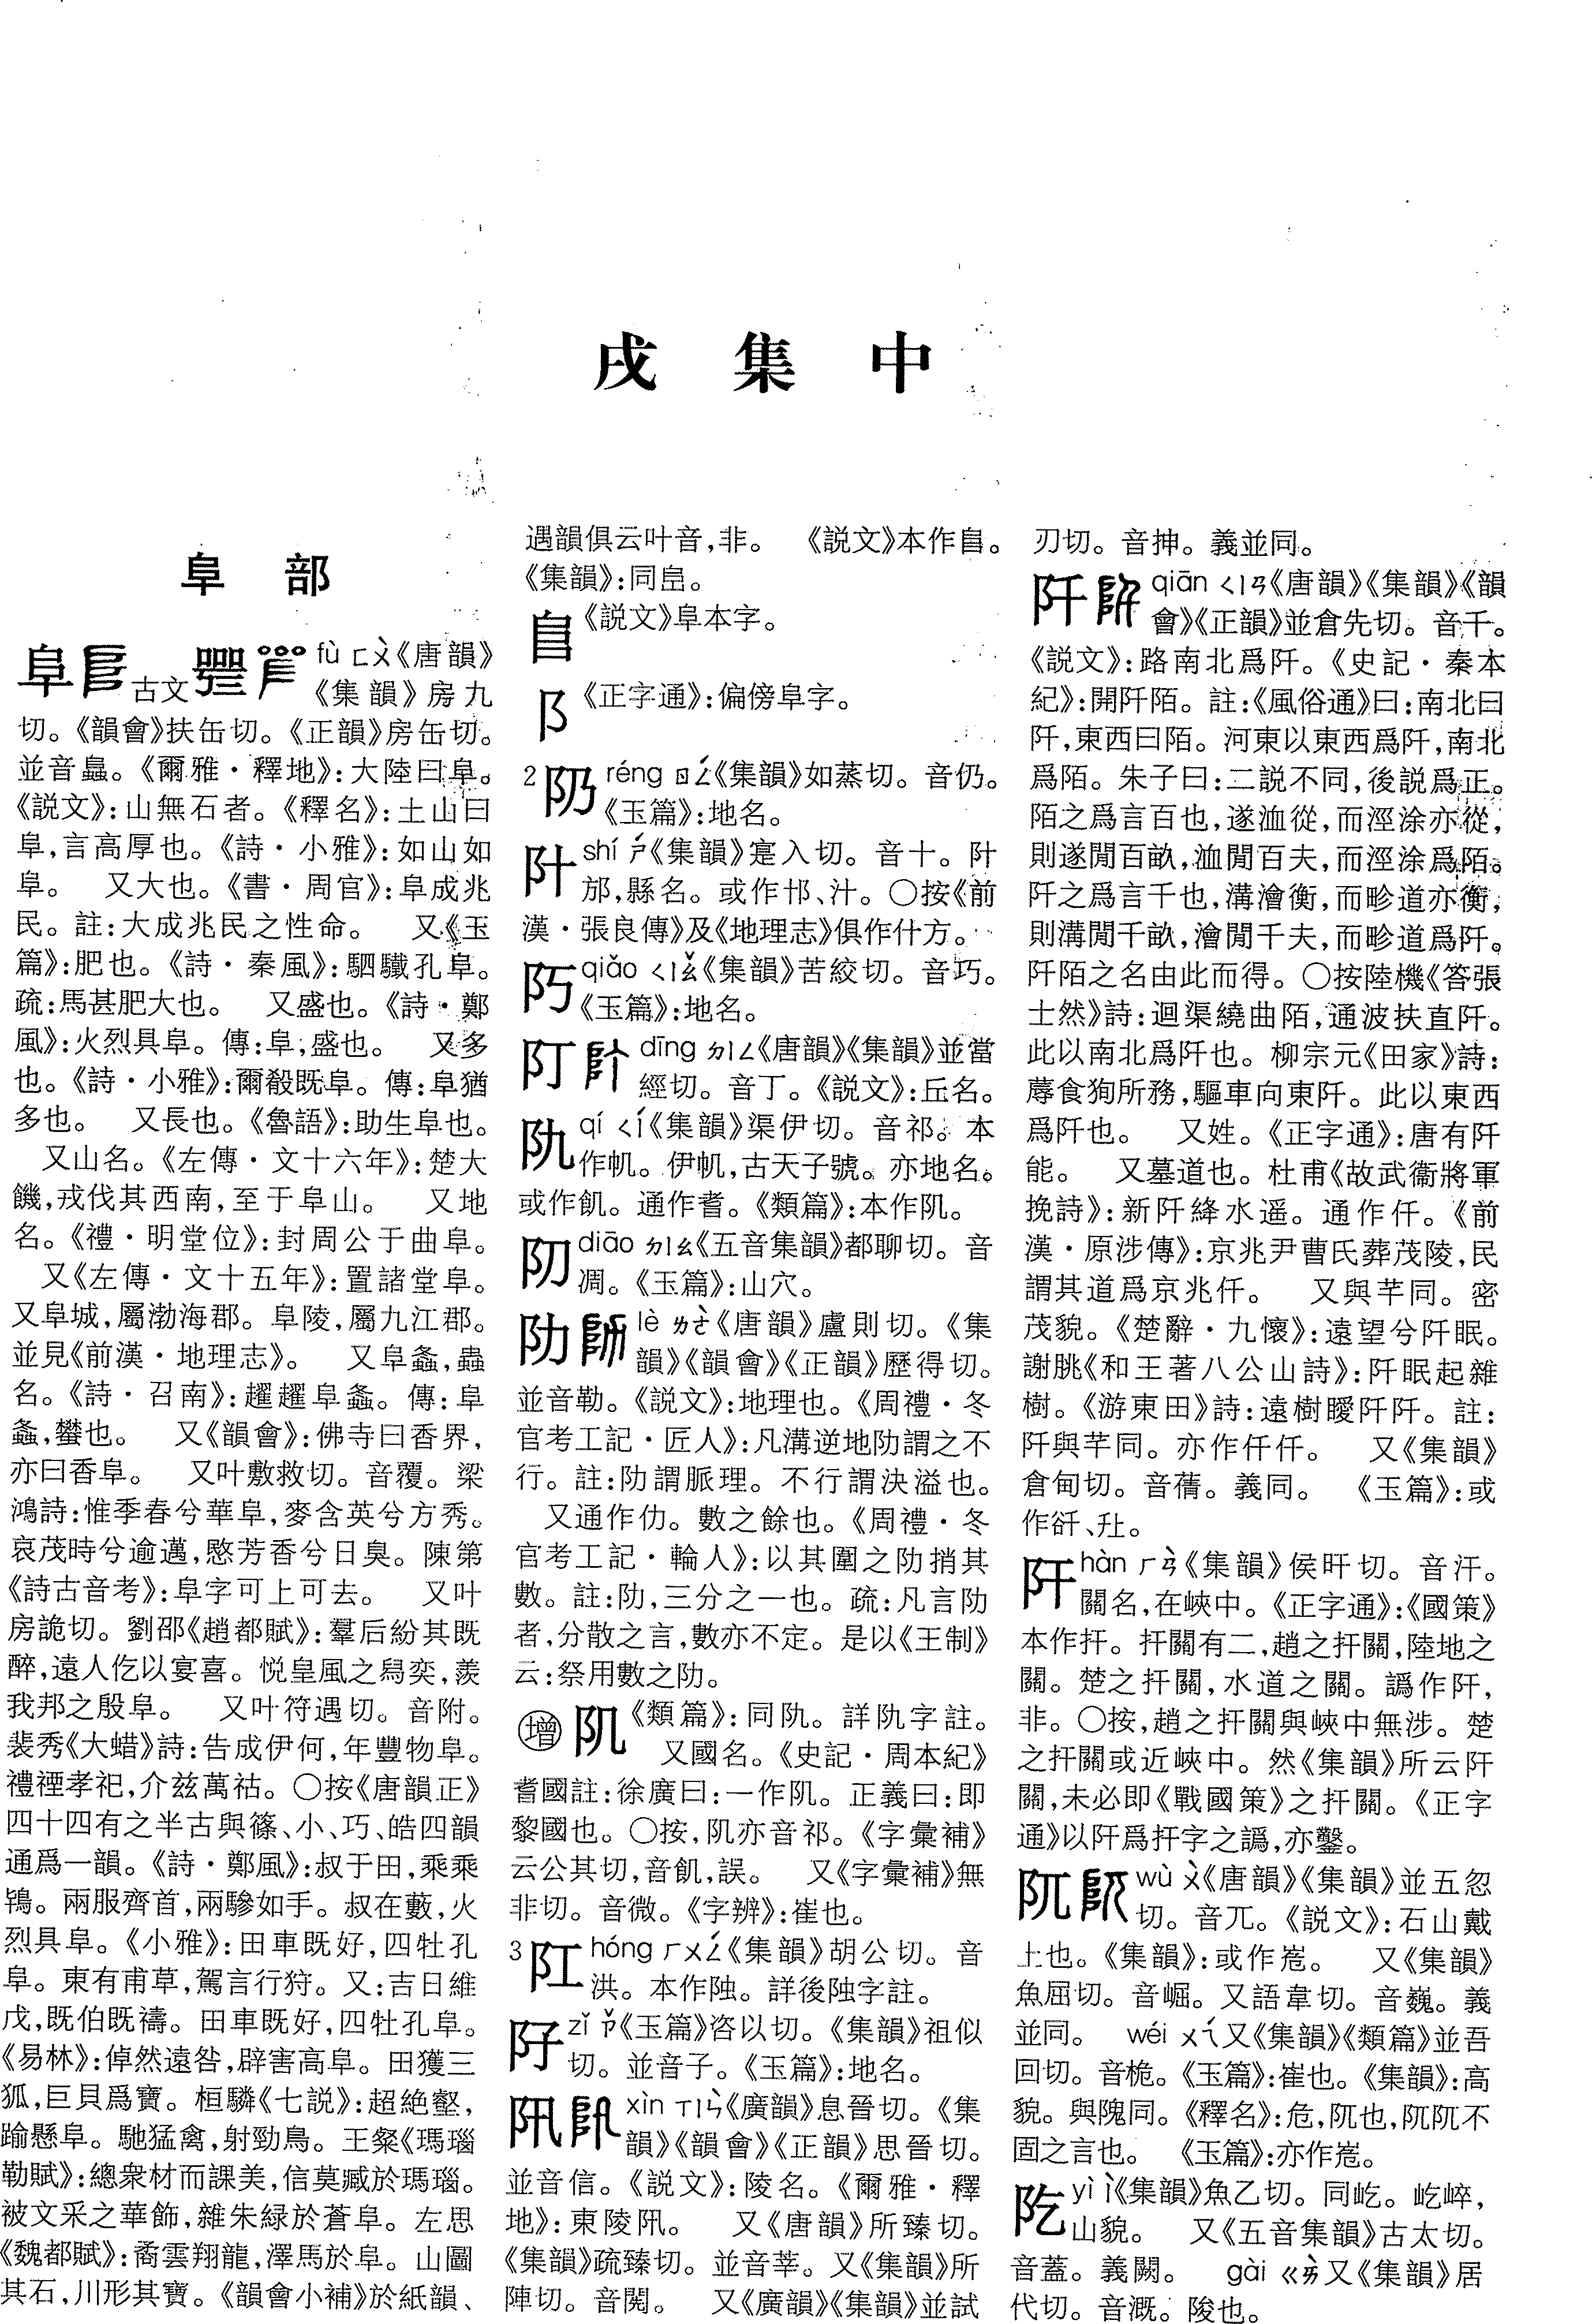 戌集中
阜部
阜 古文 fù ㄈㄨˋ《唐韻》
《集韻》房九
切。《韻會》扶缶切。《正韻》房缶切。
並音𨸏。《爾雅·釋地》:大陸曰阜。
《説文》:山無石者。《釋名》:土山曰
阜,言高厚也。《詩·小雅》:如山如
阜。 又大也。《書·周官》:阜成兆
民。註:大成兆民之性命。 又《玉
篇》:肥也。《詩·秦風》:駟驖孔阜。
疏:馬甚肥大也。 又盛也。《詩·鄭
風》:火烈具阜。傳:阜,盛也。 又多
也。《詩·小雅》:爾殽既阜。傳:阜猶
多也。 又長也。《魯語》:助生阜也。
又山名。《左傳·文十六年》:楚大
饑,戎伐其西南,至于阜山。 又地
名。《禮·明堂位》:封周公于曲阜。
又《左傳·文十五年》:置諸堂阜。
又阜城,屬渤海郡。阜陵,屬九江郡。
並見《前漢·地理志》。 又阜螽,蟲
名。《詩·召南》:趯趯阜螽。傳:阜
螽,蠜也。 又《韻會》:佛寺曰香界,
亦曰香阜。 又叶敷救切。音覆。梁
鴻詩:惟季春兮華阜,麥含英兮方秀。
哀茂時兮逾邁,愍芳香兮日臭。陳第
《詩古音考》:阜字可上可去。 又叶
房詭切。劉邵《趙都賦》:羣后紛其既
醉,遠人仡以宴喜。悦皇風之舄奕,羨
我邦之殷阜。 又叶符遇切。音附。
裴秀《大蜡》詩:告成伊何,年豐物阜。
禮禋孝祀,介兹萬祜。○按《唐韻正》
四十四有之半古與篠、小、巧、皓四韻
通爲一韻。《詩·鄭風》:叔于田,乘乘
鴇。兩服齊首,兩驂如手。叔在藪,火
烈具阜。《小雅》:田車既好,四牡孔
阜。東有甫草,駕言行狩。又:吉日維
戊,既伯既禱。田車既好,四牡孔阜。
《易林》:倬然遠咎,辟害高阜。田獲三
狐,巨貝爲寶。桓驎《七説》:超絶壑,
踰懸阜。馳猛禽,射勁鳥。王粲《瑪瑙
勒賦》:總衆材而課美,信莫臧於瑪瑙。
被文采之華飾,雜朱緑於蒼阜。左思
《魏都賦》:矞雲翔龍,澤馬於阜。山圖
其石,川形其寶。《韻會小補》於紙韻、
遇韻俱云叶音,非。 《説文》本作𨸏。
《集韻》:同㠀。
𨸏 《説文》阜本字。
阝 《正字通》:偏傍阜字。
2 陾 réng ㄖㄥˊ《集韻》如蒸切。音仍。
《玉篇》:地名。
阩 shí ㄕˊ《集韻》寔入切。音十。阩
邡,縣名。或作邟、汁。○按《前
漢·張良傳》及《地理志》俱作什方。
阣 qiǎo ㄑㄧㄠˇ《集韻》苦絞切。音巧。
《玉篇》:地名。
阠 dīng ㄉㄧㄥ《唐韻》《集韻》並當
經切。音丁。《説文》:丘名。
阠 qí ㄑㄧˊ《集韻》渠伊切。音祁。本
作㠯。伊㠯,古天子號。亦地名。
或作飢。通作耆。《類篇》:本作阢。
diāo ㄉㄧㄠ《五音集韻》都聊切。音
凋。《玉篇》:山穴。
阞 lè ㄌㄜˋ《唐韻》盧則切。《集
韻》《韻會》《正韻》歷得切。
並音勒。《説文》:地理也。《周禮·冬
官考工記·匠人》:凡溝逆地阞謂之不
行。註:阞謂脈理。不行謂決溢也。
又通作仂。數之餘也。《周禮·冬
官考工記·輪人》:以其圍之阞捎其
數。註:阞,三分之一也。疏:凡言阞
者,分散之言,數亦不定。是以《王制》
云:祭用數之阞。
增 《類篇》:同阠。詳阠字註。
又國名。《史記·周本紀》
耆國註:徐廣曰:一作阢。正義曰:即
黎國也。○按,阢亦音祁。《字彙補》
云公其切,音飢,誤。 又《字彙補》無
非切。音微。《字辨》:崔也。
3 hóng ㄏㄨㄥˊ《集韻》胡公切。音
洪。本作䧆。詳後䧆字註。
zǐ ㄗˇ《玉篇》咨以切。《集韻》祖似
切。並音子。《玉篇》:地名。
阠 xìn ㄒㄧㄣˋ《廣韻》息晉切。《集
韻》《韻會》《正韻》思晉切。
並音信。《説文》:陵名。《爾雅·釋
地》:東陵阠。 又《唐韻》所臻切。
《集韻》疏臻切。並音莘。又《集韻》所
陣切。音閲。 又《廣韻》《集韻》並試
刃切。音抻。義並同。
阡 qiān ㄑㄧㄢ《唐韻》《集韻》《韻
會》《正韻》並倉先切。音千。
《説文》:路南北爲阡。《史記·秦本
紀》:開阡陌。註:《風俗通》曰:南北曰
阡,東西曰陌。河東以東西爲阡,南北
爲陌。朱子曰:二説不同,後説爲正。
陌之爲言百也,遂洫從,而涇涂亦從,
則遂閒百畝,洫閒百夫,而涇涂爲陌。
阡之爲言千也,溝澮衡,而畛道亦衡,
則溝閒千畝,澮閒千夫,而畛道爲阡。
阡陌之名由此而得。○按陸機《答張
士然》詩:迴渠繞曲陌,通波扶直阡。
此以南北爲阡也。柳宗元《田家》詩:
蓐食狥所務,驅車向東阡。此以東西
爲阡也。 又姓。《正字通》:唐有阡
能。 又墓道也。杜甫《故武衞將軍
挽詩》:新阡絳水遥。通作仟。《前
漢·原涉傳》:京兆尹曹氏葬茂陵,民
謂其道爲京兆仟。 又與芊同。密
茂貌。《楚辭·九懷》:遠望兮阡眠。
謝朓《和王著八公山詩》:阡眠起雜
樹。《游東田》詩:遠樹曖阡阡。註:
阡與芊同。亦作仟仟。 又《集韻》
倉甸切。音蒨。義同。 《玉篇》:或
作谸、圱。
䦽 hàn ㄏㄢˋ《集韻》侯旰切。音汗。
關名,在峽中。《正字通》:《國策》
本作扞。扞關有二,趙之扞關,陸地之
關。楚之扞關,水道之關。譌作阡,
非。○按,趙之扞關與峽中無涉。楚
之扞關或近峽中。然《集韻》所云阡
關,未必即《戰國策》之扞關。《正字
通》以阡爲扞字之譌,亦鑿。
阢 wù ㄨˋ《唐韻》《集韻》並五忽
切。音兀。《説文》:石山戴
土也。《集韻》:或作𡵆。 又《集韻》
魚屈切。音崛。又語韋切。音巍。義
並同。 wéi ㄨㄟˊ又《集韻》《類篇》並吾
回切。音桅。《玉篇》:崔也。《集韻》:高
貌。與隗同。《釋名》:危,阢也,阢阢不
固之言也。 《玉篇》:亦作𡵆。
阣 yì ㄧˋ《集韻》魚乙切。同屹。屹崪,
山貌。 又《五音集韻》古太切。
音蓋。義闕。 gài ㄍㄞˋ又《集韻》居
代切。音溉。陖也。